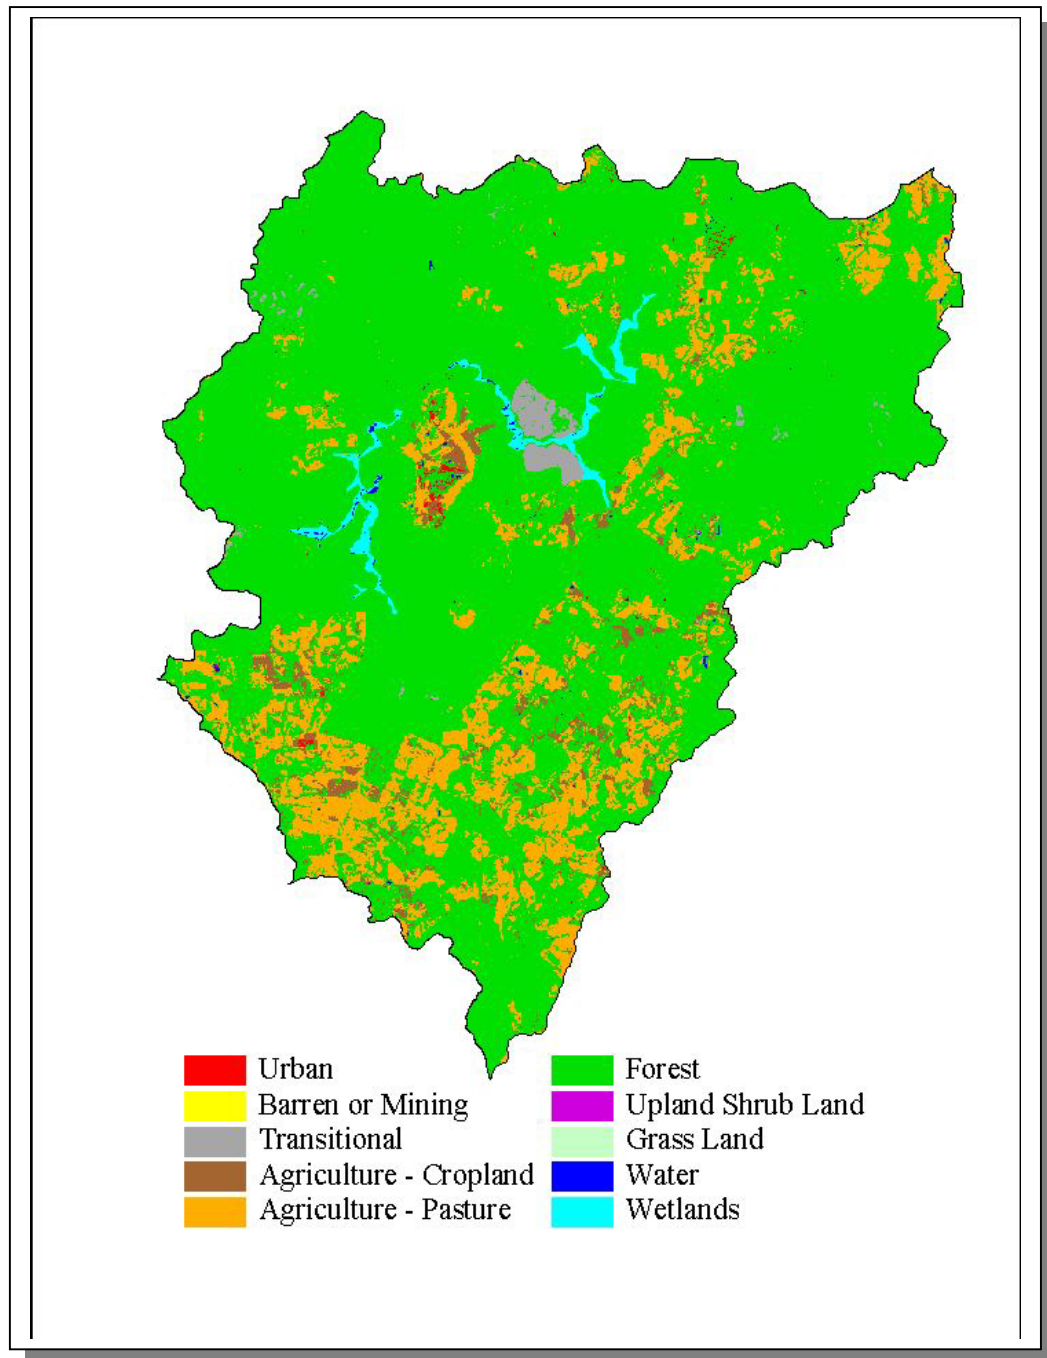 Urban
Barren or Mining
Transitional
Agriculture - Cropland
Agriculture - Pasture
Forest
Upland Shrub Land
Grass Land
Water
Wetlands